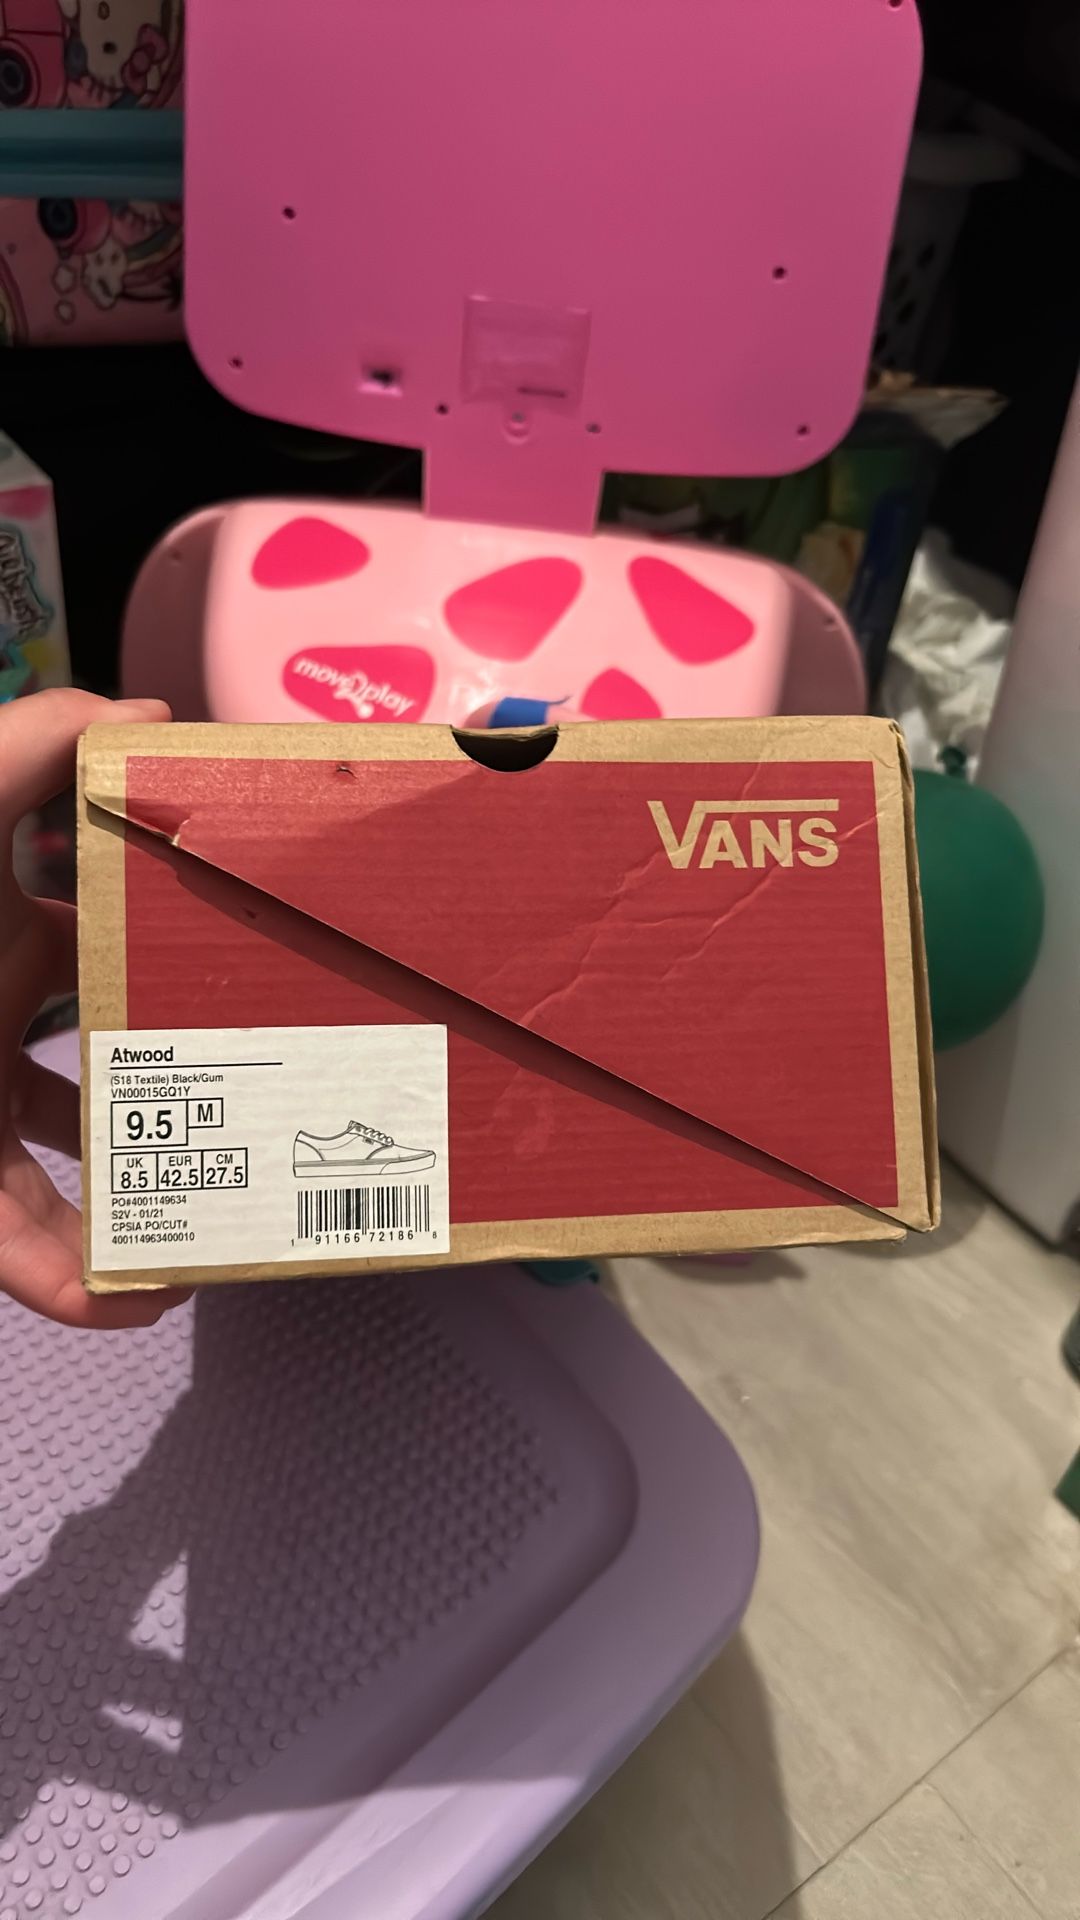 move2play
VANS
Atwood
(S18 Textile) Black/Gum
VN00015GQ1Y
9.5 M
UK EUR CM
8.5 42.5 27.5
PO#4001149634
S2V - 01/21
CPSIA PO/CUT#
400114963400010
1 91166 72186 8